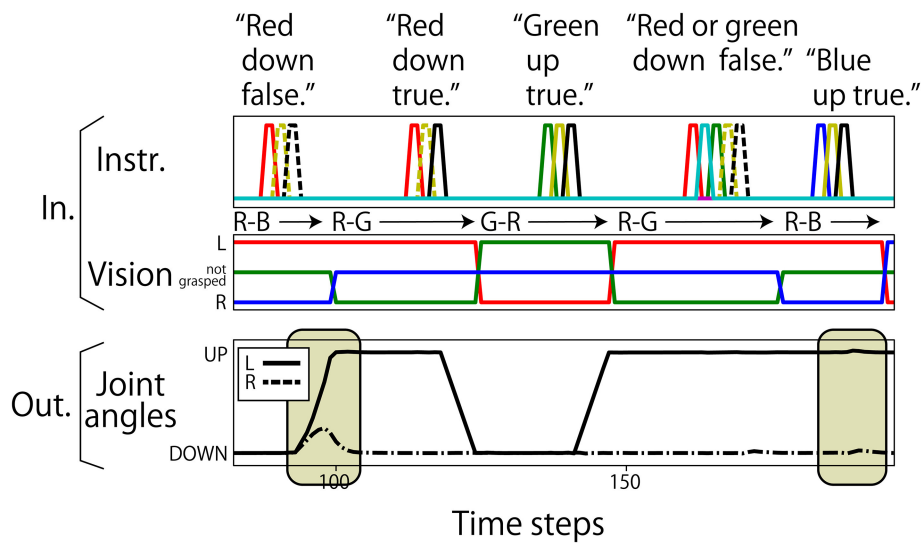 “Red down false.”
“Red down true.”
“Green up true.”
“Red or green down false.”
“Blue up true.”
In.
Instr.
R-B R-G G-R R-G R-B
Vision
L
not grasped
R
Out.
Joint angles
UP
DOWN
L
R
100 150
Time steps